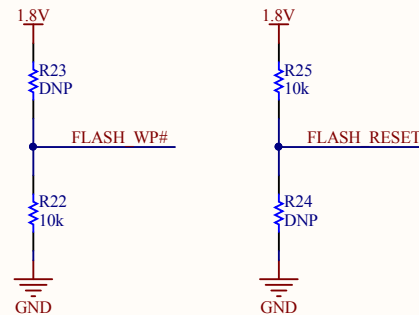 1.8V
R23
DNP
FLASH_WP#
R22
10k
GND
1.8V
R25
10k
FLASH_RESET
R24
DNP
GND